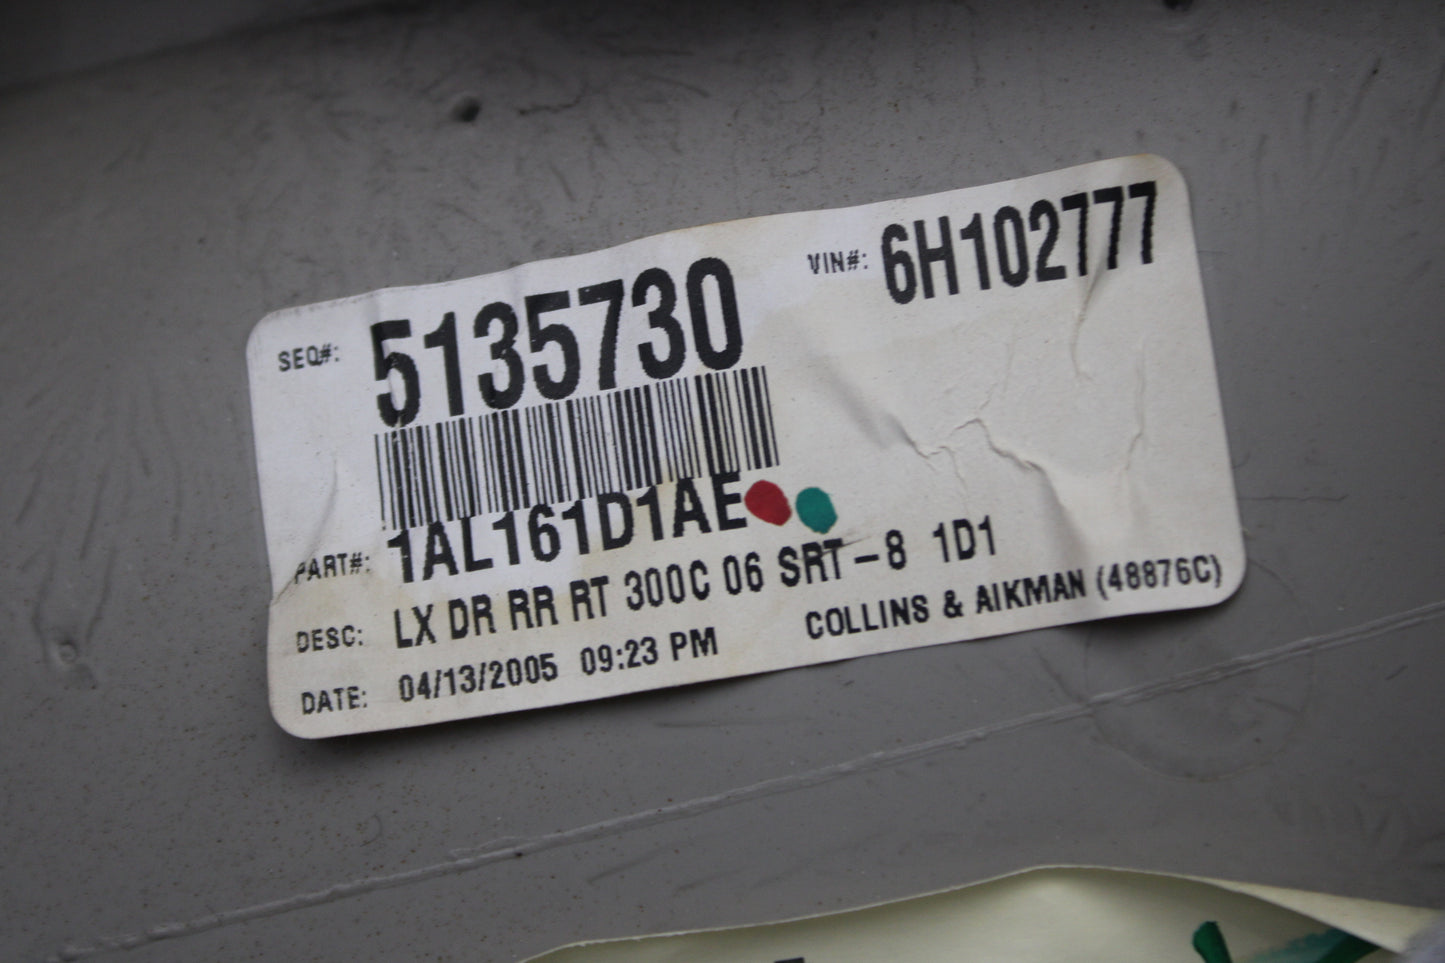 SEQ#: 5135730 VIN#: 6H102777
PART#: 1AL161D1AE
DESC: LX DR RR RT 300C 06 SRT-8 1D1
DATE: 04/13/2005 09:23 PM COLLINS & AIKMAN (48876C)